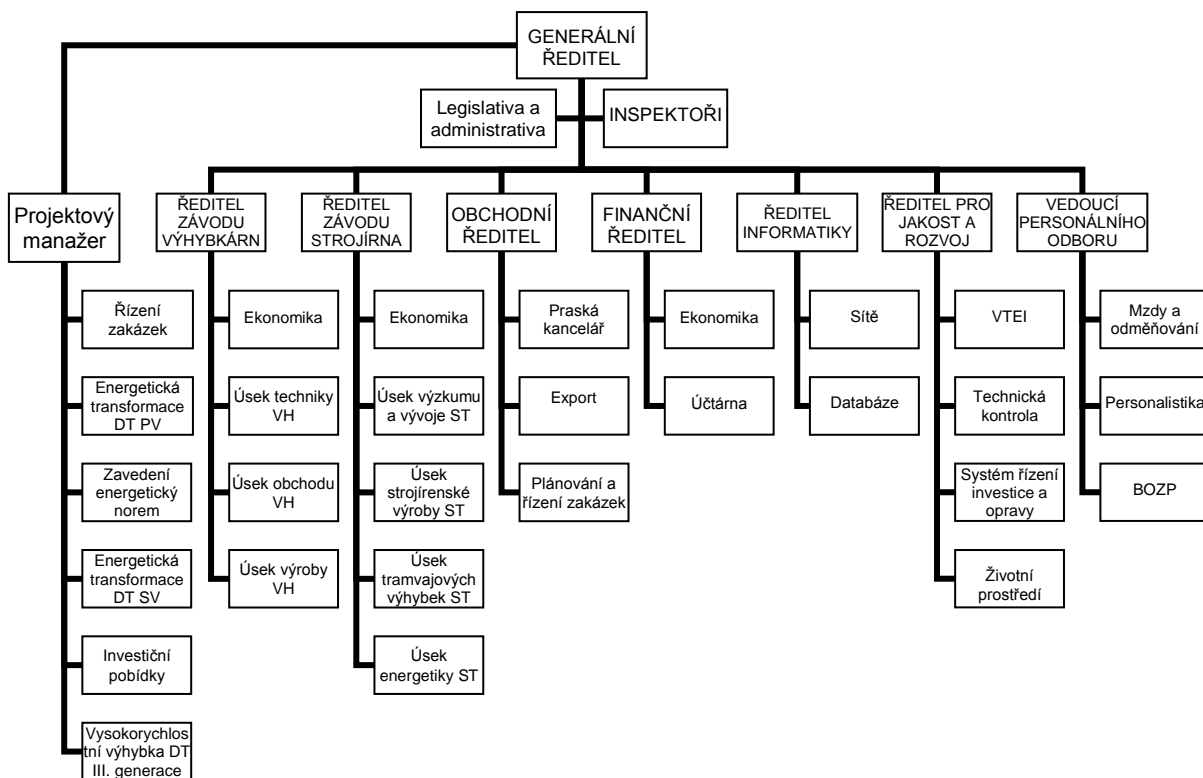 GENERÁLNÍ
ŘEDITEL
Legislativa a
administrativa
INSPEKTOŘI
Projektový
manažer
ŘEDITEL
ZÁVODU
VÝHYBKÁRN
ŘEDITEL
ZÁVODU
STROJÍRNA
OBCHODNÍ
ŘEDITEL
FINANČNÍ
ŘEDITEL
ŘEDITEL
INFORMATIKY
ŘEDITEL PRO
JAKOST A
ROZVOJ
VEDOUCÍ
PERSONÁLNÍHO
ODBORU
Řízení
zakázek
Energetická
transformace
DT PV
Zavedení
energetický
norem
Energetická
transformace
DT SV
Investiční
pobídky
Vysokorychlos
tní výhybka DT
III. generace
Ekonomika
Úsek techniky
VH
Úsek obchodu
VH
Úsek výroby
VH
Ekonomika
Úsek výzkumu
a vývoje ST
Úsek
strojírenské
výroby ST
Úsek
tramvajových
výhybek ST
Úsek
energetiky ST
Praská
kancelář
Export
Plánování a
řízení zakázek
Ekonomika
Účtárna
Sítě
Databáze
VTEI
Technická
kontrola
Systém řízení
investice a
opravy
Životní
prostředí
Mzdy a
odměňování
Personalistika
BOZP